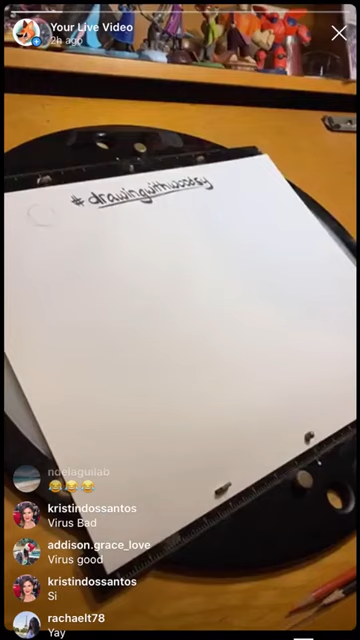 Your Live Video
2h ago
#drawingwithwoody
noelaguilab
😂😂😂
kristindossantos
Virus Bad
addison.grace_love
Virus good
kristindossantos
Si
rachaelt78
Yay